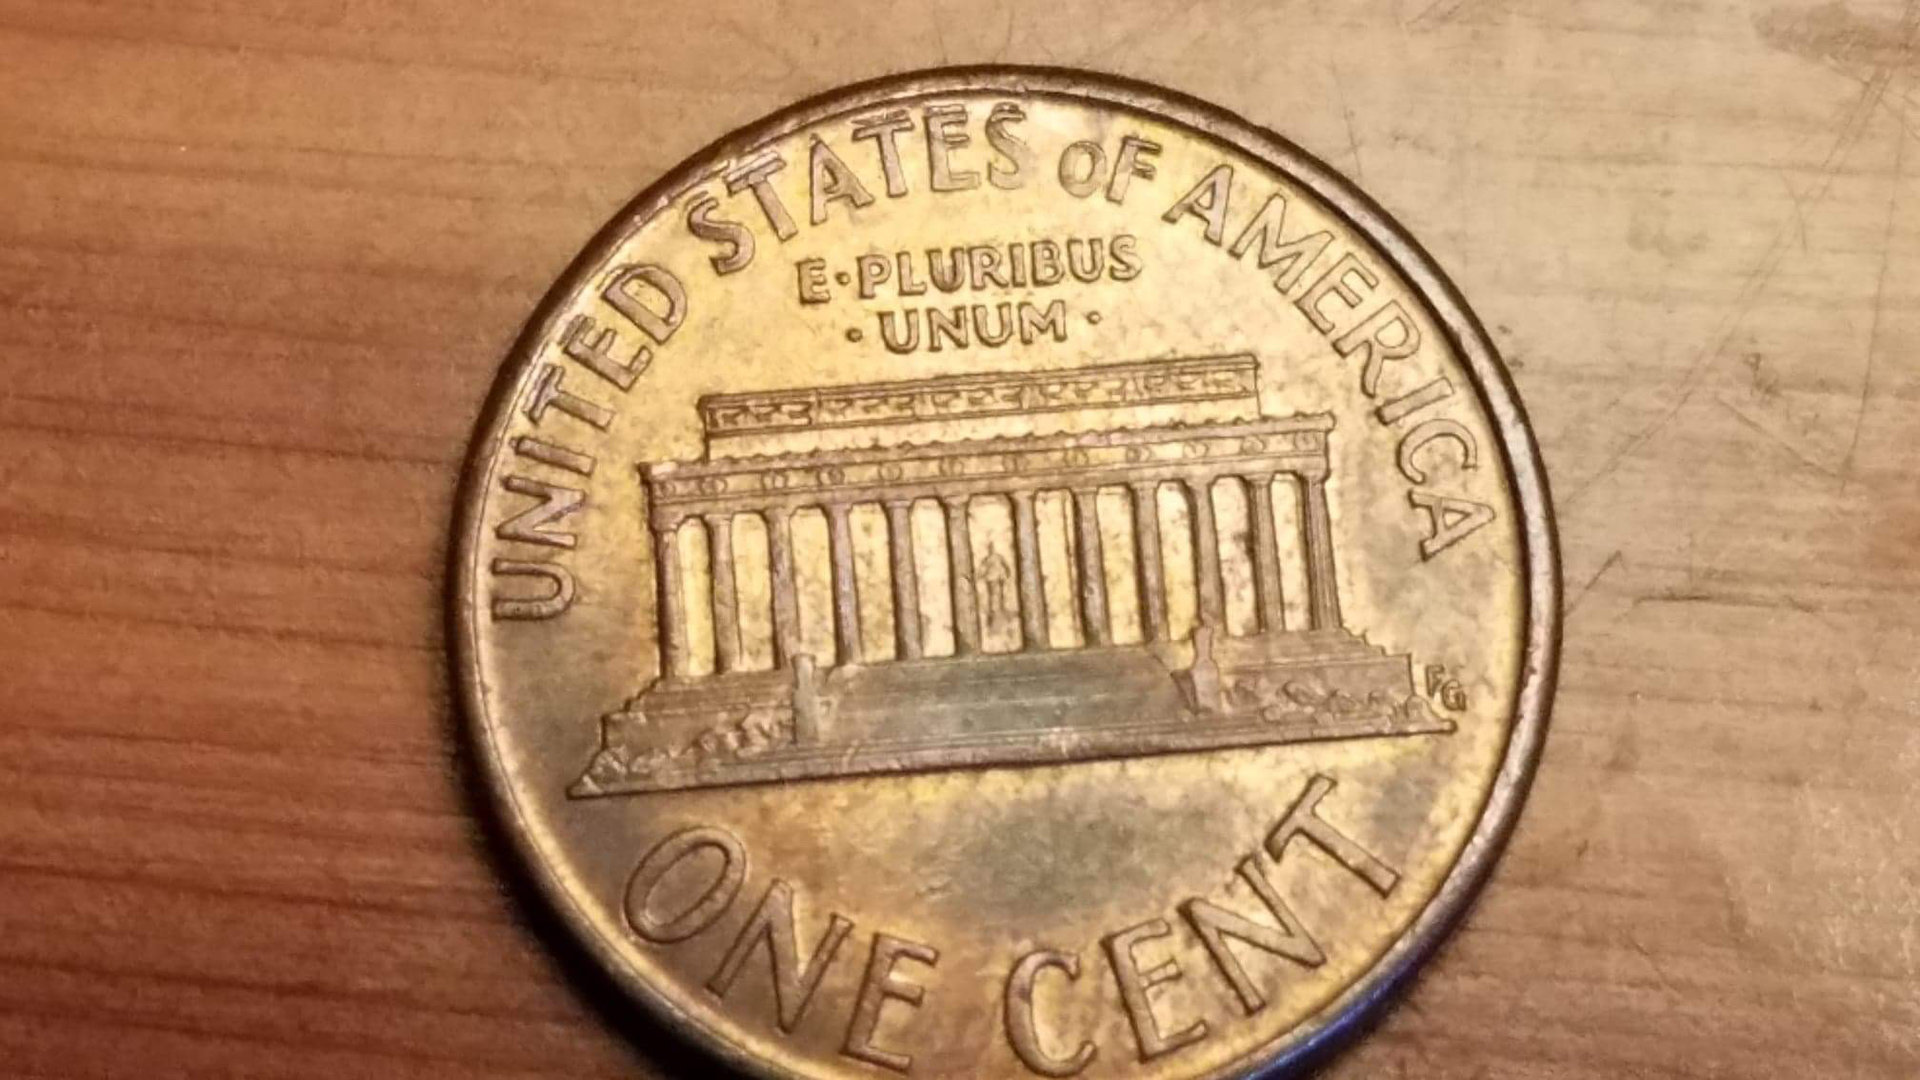 UNITED STATES OF AMERICA
E·PLURIBUS
·UNUM·
FG
ONE CENT